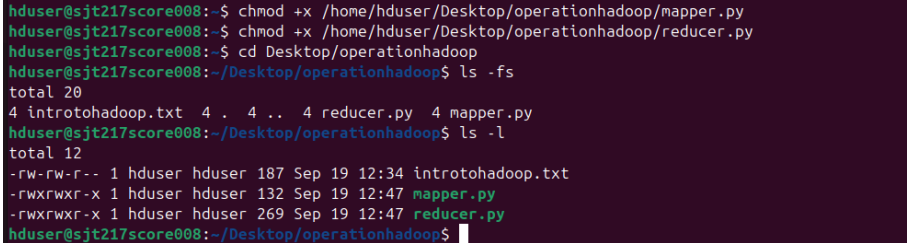 hduser@sjt217score008:~$ chmod +x /home/hduser/Desktop/operationhadoop/mapper.py
hduser@sjt217score008:~$ chmod +x /home/hduser/Desktop/operationhadoop/reducer.py
hduser@sjt217score008:~$ cd Desktop/operationhadoop
hduser@sjt217score008:~/Desktop/operationhadoop$ ls -fs
total 20
4 introtohadoop.txt  4 .  4 ..  4 reducer.py  4 mapper.py
hduser@sjt217score008:~/Desktop/operationhadoop$ ls -l
total 12
-rw-rw-r-- 1 hduser hduser 187 Sep 19 12:34 introtohadoop.txt
-rwxrwxr-x 1 hduser hduser 132 Sep 19 12:47 mapper.py
-rwxrwxr-x 1 hduser hduser 269 Sep 19 12:47 reducer.py
hduser@sjt217score008:~/Desktop/operationhadoop$